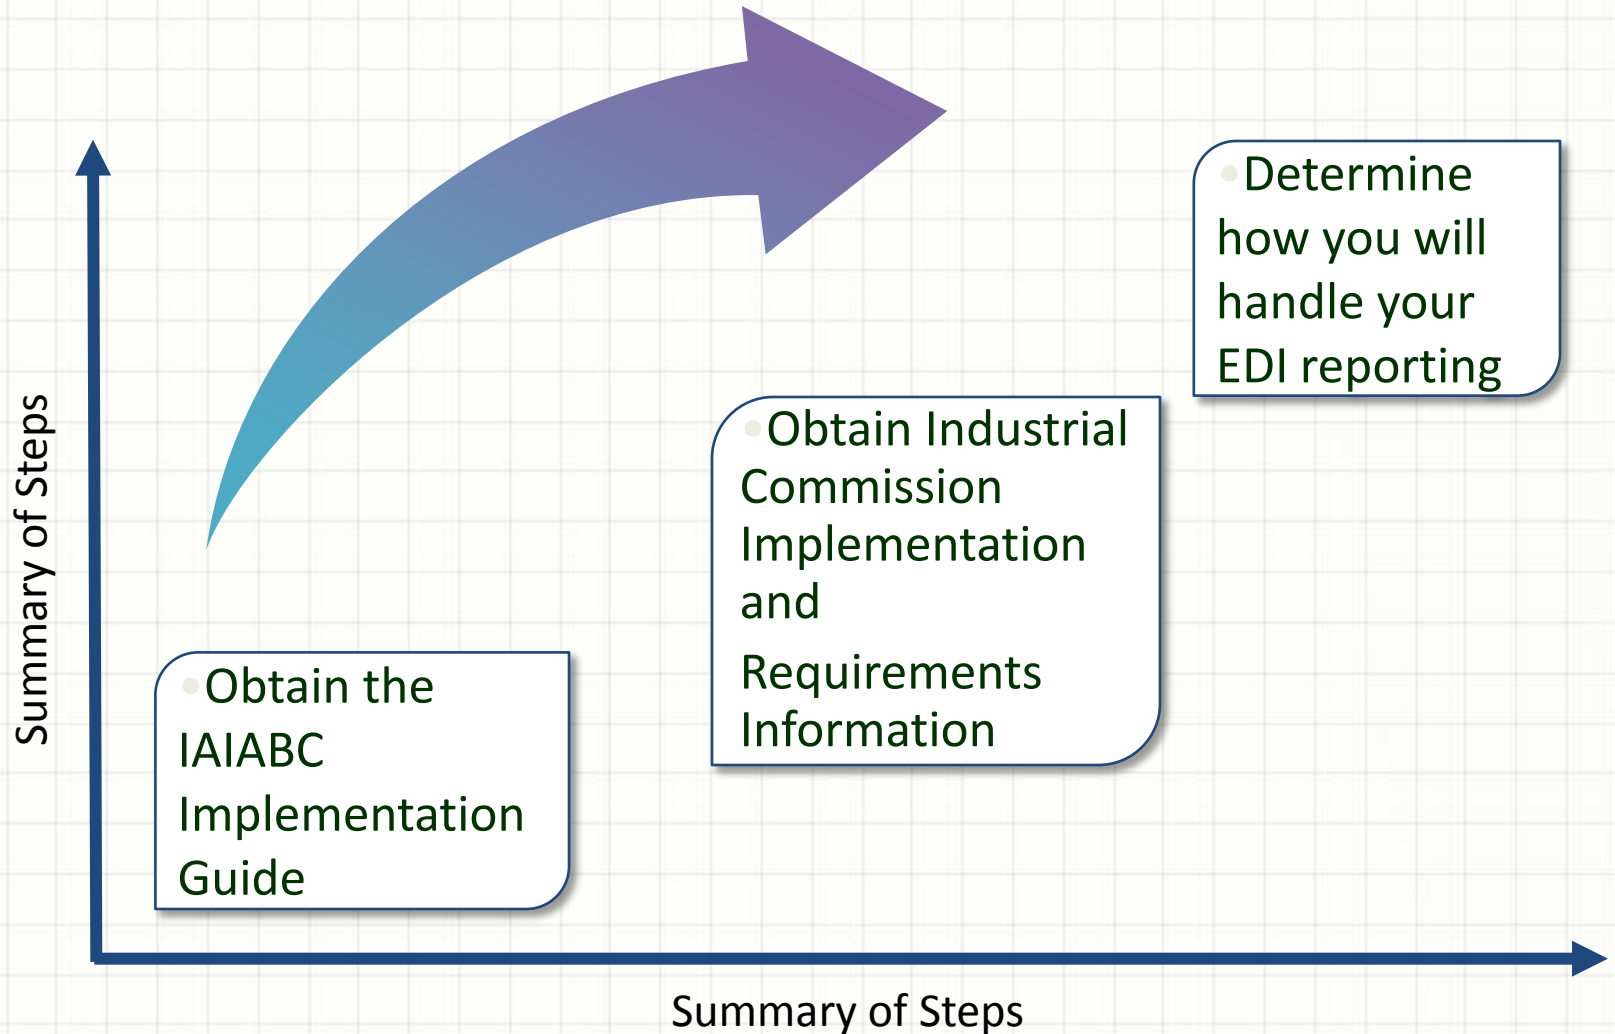 Summary of Steps
•Determine
how you will
handle your
EDI reporting
•Obtain Industrial
Commission
Implementation
and
Requirements
Information
•Obtain the
IAIABC
Implementation
Guide
Summary of Steps